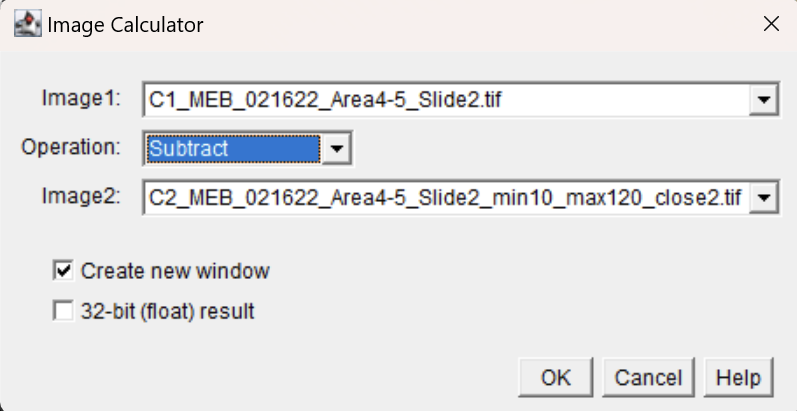 Image Calculator
Image1: C1_MEB_021622_Area4-5_Slide2.tif
Operation: Subtract
Image2: C2_MEB_021622_Area4-5_Slide2_min10_max120_close2.tif
Create new window
32-bit (float) result
OK Cancel Help